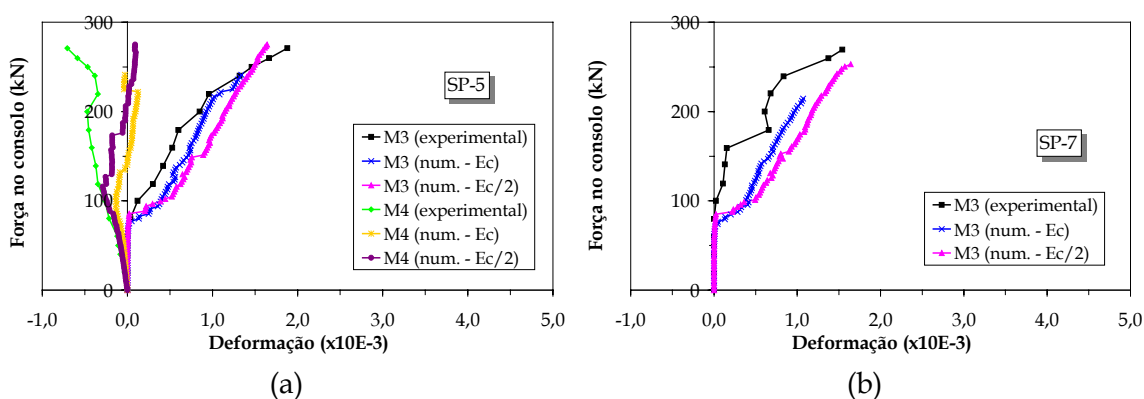 300
200
100
0
Força no consolo (kN)
SP-5
M3 (experimental)
M3 (num. - Ec)
M3 (num. - Ec/2)
M4 (experimental)
M4 (num. - Ec)
M4 (num. - Ec/2)
-1,0 0,0 1,0 2,0 3,0 4,0 5,0
Deformação (x10E-3)
(a)
300
200
100
0
Força no consolo (kN)
SP-7
M3 (experimental)
M3 (num. - Ec)
M3 (num. - Ec/2)
-1,0 0,0 1,0 2,0 3,0 4,0 5,0
Deformação (x10E-3)
(b)